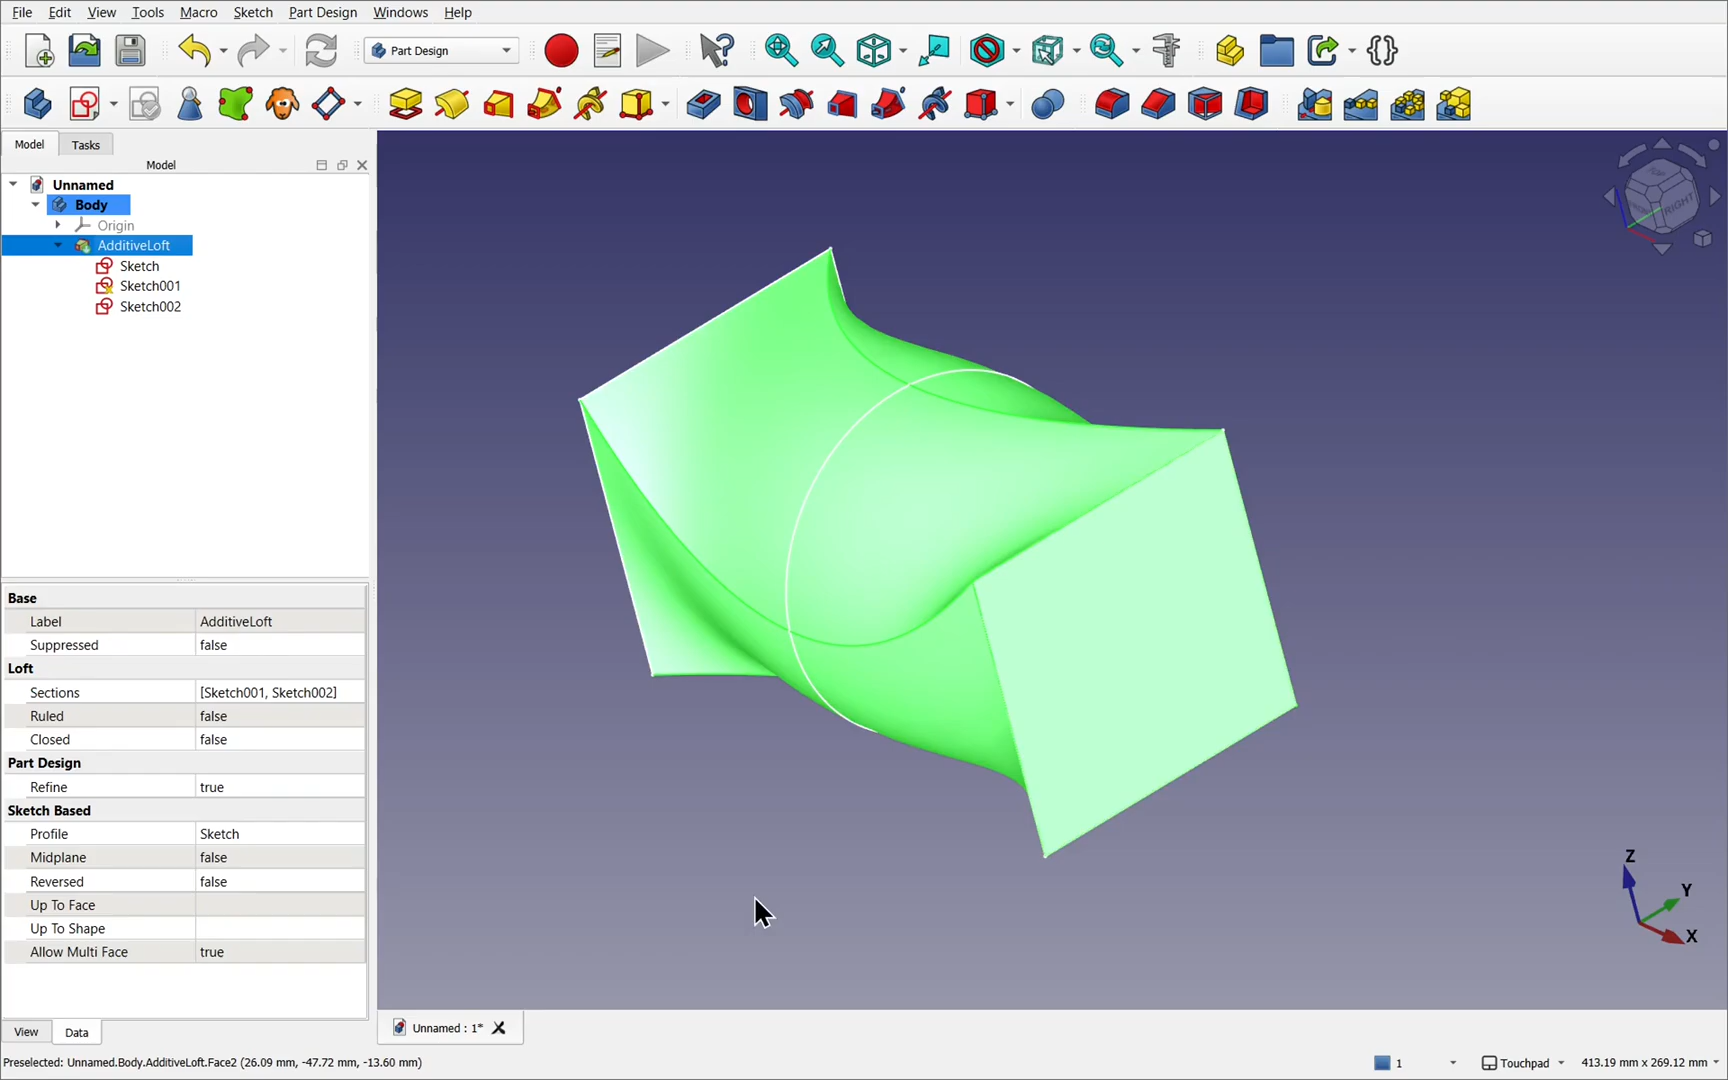 File Edit View Tools Macro Sketch Part Design Windows Help
Part Design
Model Tasks
Model
Unnamed
Body
Origin
AdditiveLoft
Sketch
Sketch001
Sketch002
RIGHT
Base
Label AdditiveLoft
Suppressed false
Loft
Sections [Sketch001, Sketch002]
Ruled false
Closed false
Part Design
Refine true
Sketch Based
Profile Sketch
Midplane false
Reversed false
Up To Face
Up To Shape
Allow Multi Face true
Z
Y
X
View Data
Unnamed : 1*
Preselected: Unnamed.Body.AdditiveLoft.Face2 (26.09 mm, -47.72 mm, -13.60 mm)
1 Touchpad 413.19 mm x 269.12 mm